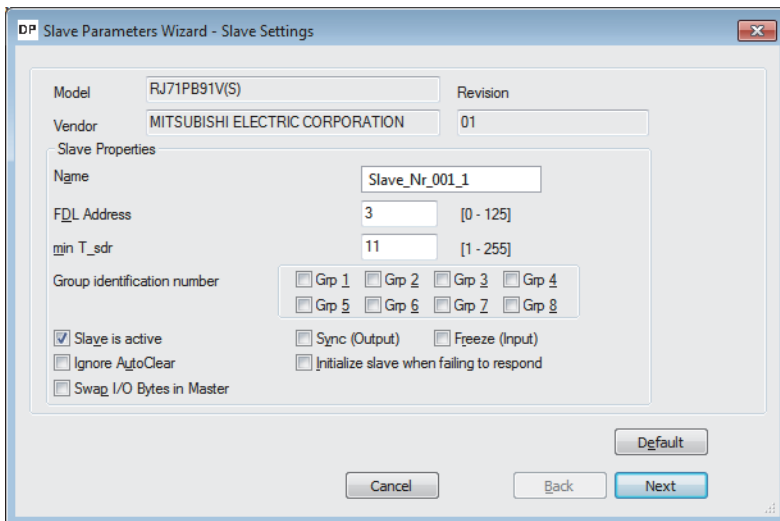 DP Slave Parameters Wizard - Slave Settings
Model RJ71PB91V(S) Revision
Vendor MITSUBISHI ELECTRIC CORPORATION 01
Slave Properties
Name Slave_Nr_001_1
FDL Address 3 [0 - 125]
min T_sdr 11 [1 - 255]
Group identification number Grp 1 Grp 2 Grp 3 Grp 4
Grp 5 Grp 6 Grp 7 Grp 8
Slave is active Sync (Output) Freeze (Input)
Ignore AutoClear Initialize slave when failing to respond
Swap I/O Bytes in Master
Default
Cancel Back Next